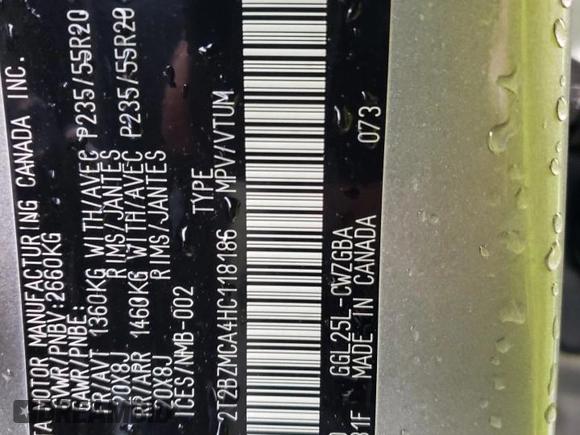 TA MOTOR MANUFACTURING CANADA INC.
GVWR/PNBV:2660KG
GAWR/PNBE:
FR/AVT 1360KG WITH/AVEC P235/55R20
20X8J RIMS/JANTES
RR/ARR 1460KG WITH/AVEC P235/55R20
20X8J RIMS/JANTES
ICES/NMB-002 TYPE
2T2BZMCA4HC118186 MPV/VTUM
GGL25L-CWZGBA
31F MADE IN CANADA 073